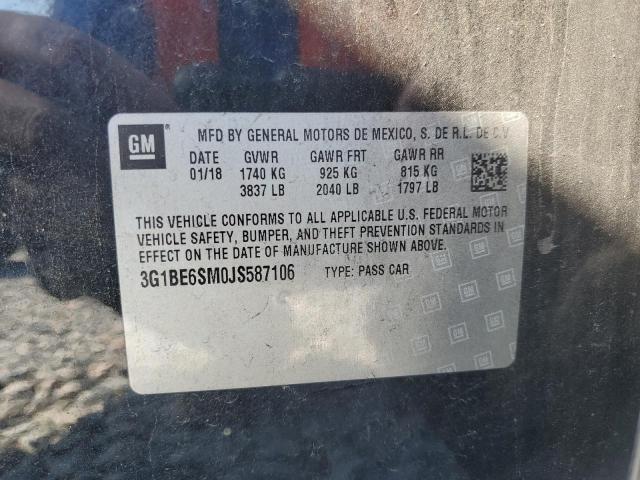 GM MFD BY GENERAL MOTORS DE MEXICO, S. DE R.L. DE C.V.
DATE GVWR GAWR FRT GAWR RR
01/18 1740 KG 925 KG 815 KG
3837 LB 2040 LB 1797 LB
THIS VEHICLE CONFORMS TO ALL APPLICABLE U.S. FEDERAL MOTOR
VEHICLE SAFETY, BUMPER, AND THEFT PREVENTION STANDARDS IN
EFFECT ON THE DATE OF MANUFACTURE SHOWN ABOVE.
3G1BE6SM0JS587106 TYPE: PASS CAR